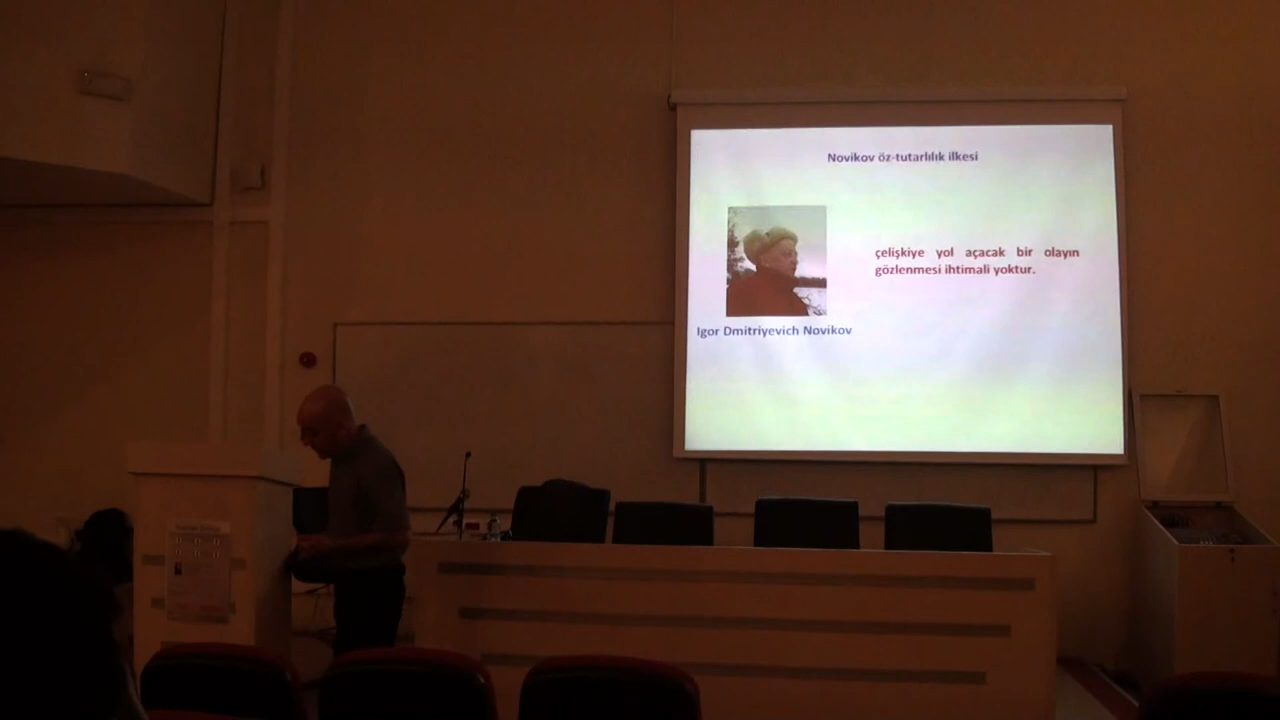 Novikov öz-tutarlılık ilkesi
çelişkiye yol açacak bir olayın
gözlenmesi ihtimali yoktur.
Igor Dmitriyevich Novikov